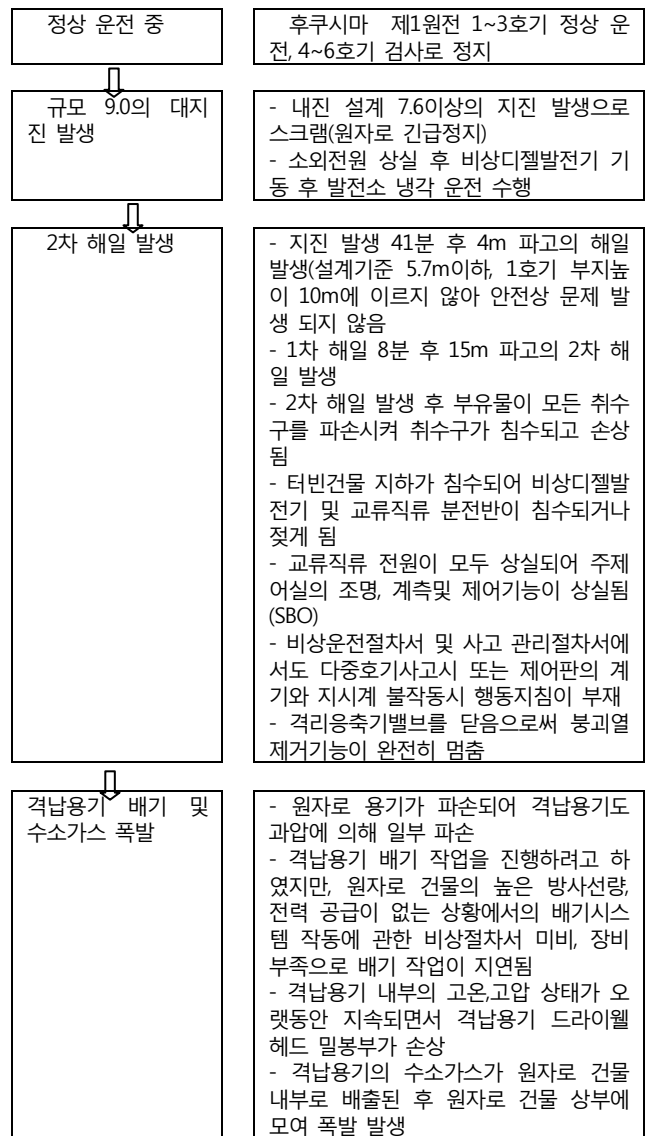 정상 운전 중
후쿠시마 제1원전 1~3호기 정상 운
전, 4~6호기 검사로 정지
규모 9.0의 대지
진 발생
- 내진 설계 7.6이상의 지진 발생으로
스크램(원자로 긴급정지)
- 소외전원 상실 후 비상디젤발전기 기
동 후 발전소 냉각 운전 수행
2차 해일 발생
- 지진 발생 41분 후 4m 파고의 해일
발생(설계기준 5.7m이하, 1호기 부지높
이 10m에 이르지 않아 안전상 문제 발
생 되지 않음
- 1차 해일 8분 후 15m 파고의 2차 해
일 발생
- 2차 해일 발생 후 부유물이 모든 취수
구를 파손시켜 취수구가 침수되고 손상
됨
- 터빈건물 지하가 침수되어 비상디젤발
전기 및 교류직류 분전반이 침수되거나
젖게 됨
- 교류직류 전원이 모두 상실되어 주제
어실의 조명, 계측및 제어기능이 상실됨
(SBO)
- 비상운전절차서 및 사고 관리절차서에
서도 다중호기사고시 또는 제어판의 계
기와 지시계 불작동시 행동지침이 부재
- 격리응축기밸브를 닫음으로써 붕괴열
제거기능이 완전히 멈춤
격납용기 배기 및
수소가스 폭발
- 원자로 용기가 파손되어 격납용기도
과압에 의해 일부 파손
- 격납용기 배기 작업을 진행하려고 하
였지만, 원자로 건물의 높은 방사선량,
전력 공급이 없는 상황에서의 배기시스
템 작동에 관한 비상절차서 미비, 장비
부족으로 배기 작업이 지연됨
- 격납용기 내부의 고온,고압 상태가 오
랫동안 지속되면서 격납용기 드라이웰
헤드 밀봉부가 손상
- 격납용기의 수소가스가 원자로 건물
내부로 배출된 후 원자로 건물 상부에
모여 폭발 발생